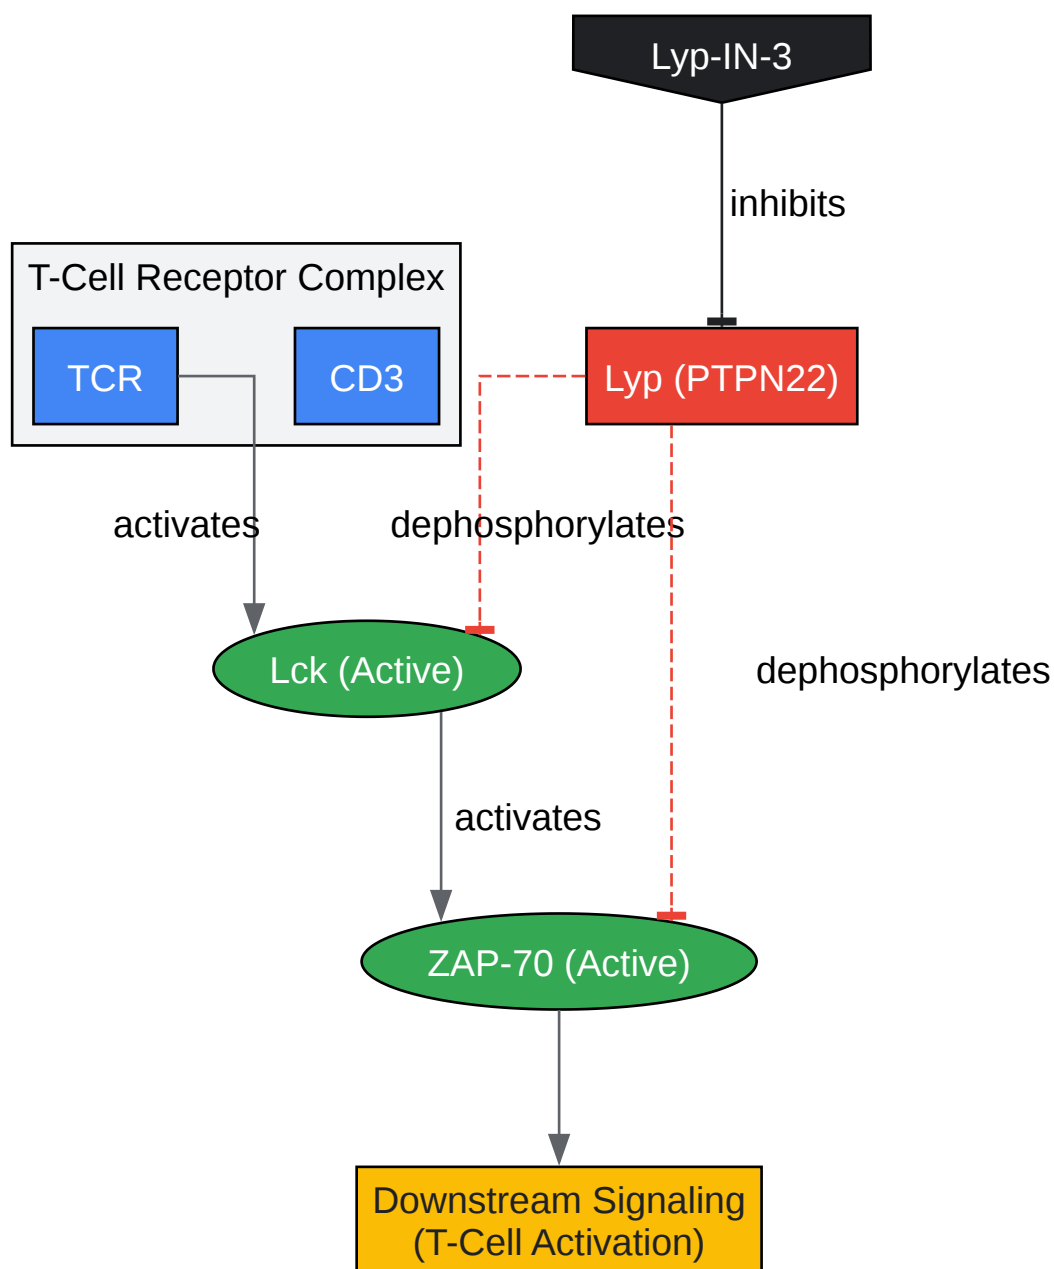 Lyp-IN-3
inhibits
T-Cell Receptor Complex
TCR
CD3
Lyp (PTPN22)
activates
dephosphorylates
Lck (Active)
dephosphorylates
activates
ZAP-70 (Active)
Downstream Signaling
(T-Cell Activation)